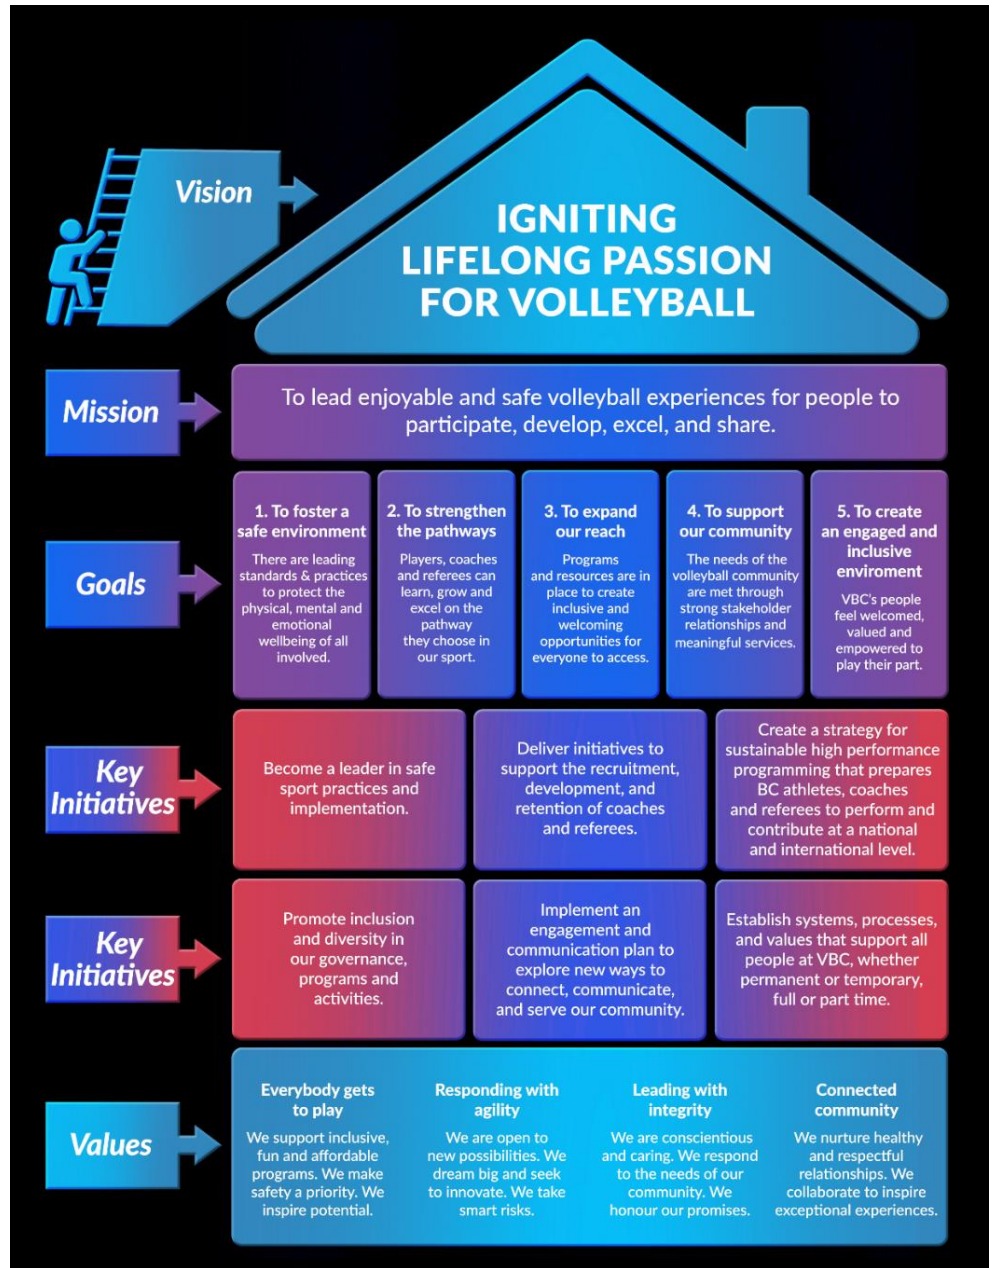 Vision
IGNITING
LIFELONG PASSION
FOR VOLLEYBALL
Mission
To lead enjoyable and safe volleyball experiences for people to
participate, develop, excel, and share.
Goals
1. To foster a
safe environment
There are leading
standards & practices
to protect the
physical, mental and
emotional
wellbeing of all
involved.
2. To strengthen
the pathways
Players, coaches
and referees can
learn, grow and
excel on the
pathway
they choose in
our sport.
3. To expand
our reach
Programs
and resources are in
place to create
inclusive and
welcoming
opportunities for
everyone to access.
4. To support
our community
The needs of the
volleyball community
are met through
strong stakeholder
relationships and
meaningful services.
5. To create
an engaged and
inclusive
enviroment
VBC's people
feel welcomed,
valued and
empowered to
play their part.
Key
Initiatives
Become a leader in safe
sport practices and
implementation.
Deliver initiatives to
support the recruitment,
development, and
retention of coaches
and referees.
Create a strategy for
sustainable high performance
programming that prepares
BC athletes, coaches
and referees to perform and
contribute at a national
and international level.
Key
Initiatives
Promote inclusion
and diversity in
our governance,
programs and
activities.
Implement an
engagement and
communication plan to
explore new ways to
connect, communicate,
and serve our community.
Establish systems, processes,
and values that support all
people at VBC, whether
permanent or temporary,
full or part time.
Values
Everybody gets
to play
We support inclusive,
fun and affordable
programs. We make
safety a priority. We
inspire potential.
Responding with
agility
We are open to
new possibilities. We
dream big and seek
to innovate. We take
smart risks.
Leading with
integrity
We are conscientious
and caring. We respond
to the needs of our
community. We
honour our promises.
Connected
community
We nurture healthy
and respectful
relationships. We
collaborate to inspire
exceptional experiences.